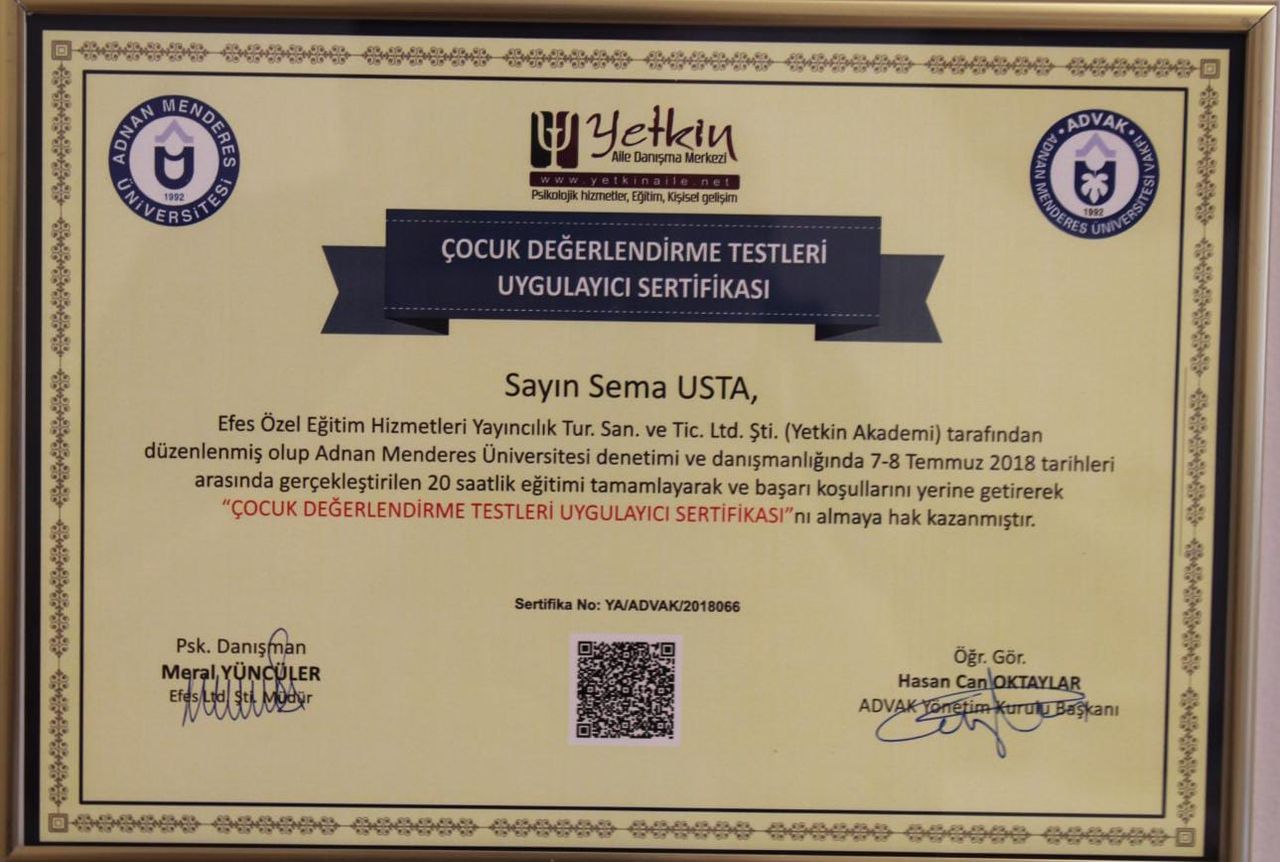 ADNAN MENDERES ÜNİVERSİTESİ
1992
Yetkin
Aile Danışma Merkezi
www.yetkinaile.net
Psikolojik hizmetler, Eğitim, Kişisel gelişim
ADVAK
ADNAN MENDERES ÜNİVERSİTESİ VAKFI
1992
ÇOCUK DEĞERLENDİRME TESTLERİ
UYGULAYICI SERTİFİKASI
Sayın Sema USTA,
Efes Özel Eğitim Hizmetleri Yayıncılık Tur. San. ve Tic. Ltd. Şti. (Yetkin Akademi) tarafından
düzenlenmiş olup Adnan Menderes Üniversitesi denetimi ve danışmanlığında 7-8 Temmuz 2018 tarihleri
arasında gerçekleştirilen 20 saatlik eğitimi tamamlayarak ve başarı koşullarını yerine getirerek
“ÇOCUK DEĞERLENDİRME TESTLERİ UYGULAYICI SERTİFİKASI”nı almaya hak kazanmıştır.
Sertifika No: YA/ADVAK/2018066
Psk. Danışman
Meral YÜNCÜLER
Efes Ltd. Şti. Müdür
Öğr. Gör.
Hasan Can OKTAYLAR
ADVAK Yönetim Kurulu Başkanı